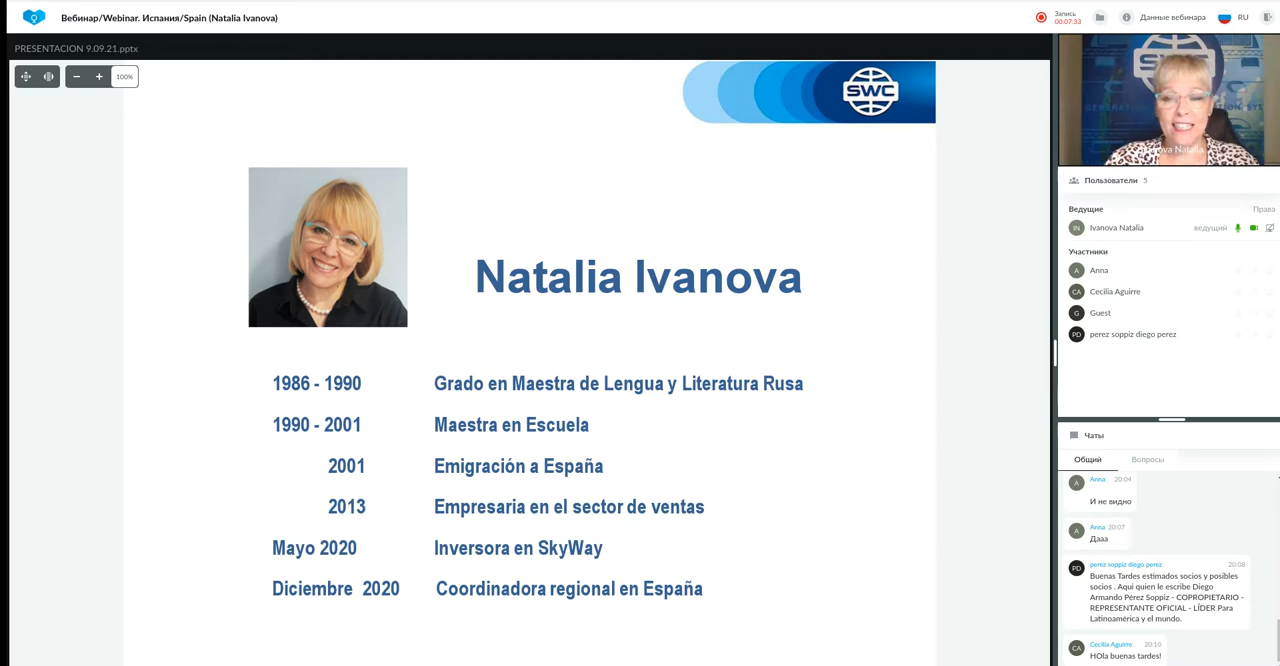 Вебинар/Webinar. Испания/Spain (Natalia Ivanova)
Запись
00:07:33
Данные вебинара
RU
PRESENTACION 9.09.21.pptx
100%
SWC
Natalia Ivanova
1986 - 1990 Grado en Maestra de Lengua y Literatura Rusa
1990 - 2001 Maestra en Escuela
2001 Emigración a España
2013 Empresaria en el sector de ventas
Mayo 2020 Inversora en SkyWay
Diciembre 2020 Coordinadora regional en España
Пользователи 5
Ведущие Права
IN Ivanova Natalia ведущий
Участники
A Anna
CA Cecilia Aguirre
G Guest
PD perez soppiz diego perez
Чаты
Общий Вопросы
A Anna 20:04
И не видно
A Anna 20:07
Дааа
PD perez soppiz diego perez 20:08
Buenas Tardes estimados socios y posibles
socios . Aqui quien le escribe Diego
Armando Pérez Soppiz - COPROPIETARIO -
REPRESENTANTE OFICIAL - LÍDER Para
Latinoamérica y el mundo.
CA Cecilia Aguirre 20:10
HOla buenas tardes!